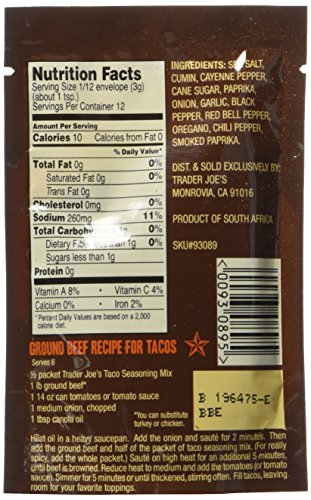 Nutrition Facts
Serving Size 1/12 envelope (3g)
(about 1 tsp.)
Servings Per Container 12
Amount Per Serving
Calories 10 Calories from Fat 0
% Daily Value*
Total Fat 0g 0%
Saturated Fat 0g 0%
Trans Fat 0g
Cholesterol 0mg 0%
Sodium 260mg 11%
Total Carbohydrate 1g 0%
Dietary Fiber less than 1g 0%
Sugars less than 1g
Protein 0g
Vitamin A 8% • Vitamin C 4%
Calcium 0% • Iron 2%
*Percent Daily Values are based on a 2,000
calorie diet.
INGREDIENTS: SEA SALT,
CUMIN, CAYENNE PEPPER,
CANE SUGAR, PAPRIKA,
ONION, GARLIC, BLACK
PEPPER, RED BELL PEPPER,
OREGANO, CHILI PEPPER,
SMOKED PAPRIKA.
DIST. & SOLD EXCLUSIVELY BY:
TRADER JOE'S
MONROVIA, CA 91016
PRODUCT OF SOUTH AFRICA
SKU#93089
<00930895>
B 196475-E
BBE
GROUND BEEF RECIPE FOR TACOS
Serves 6
½ packet Trader Joe's Taco Seasoning Mix
1 lb ground beef*
1 14 oz can tomatoes or tomato sauce
1 medium onion, chopped
1 tbsp canola oil
*You can substitute
turkey or chicken.
Heat oil in a heavy saucepan. Add the onion and sauté for 2 minutes. Then
add the ground beef and half of the packet of taco seasoning mix. (For really
spicy, add the whole packet.) Sauté on high heat for an additional 5 minutes,
until beef is browned. Reduce heat to medium and add the tomatoes (or tomato
sauce). Simmer for 5 minutes or until thickened, stirring often. Fill tacos, leaving
room for your favorite toppings.